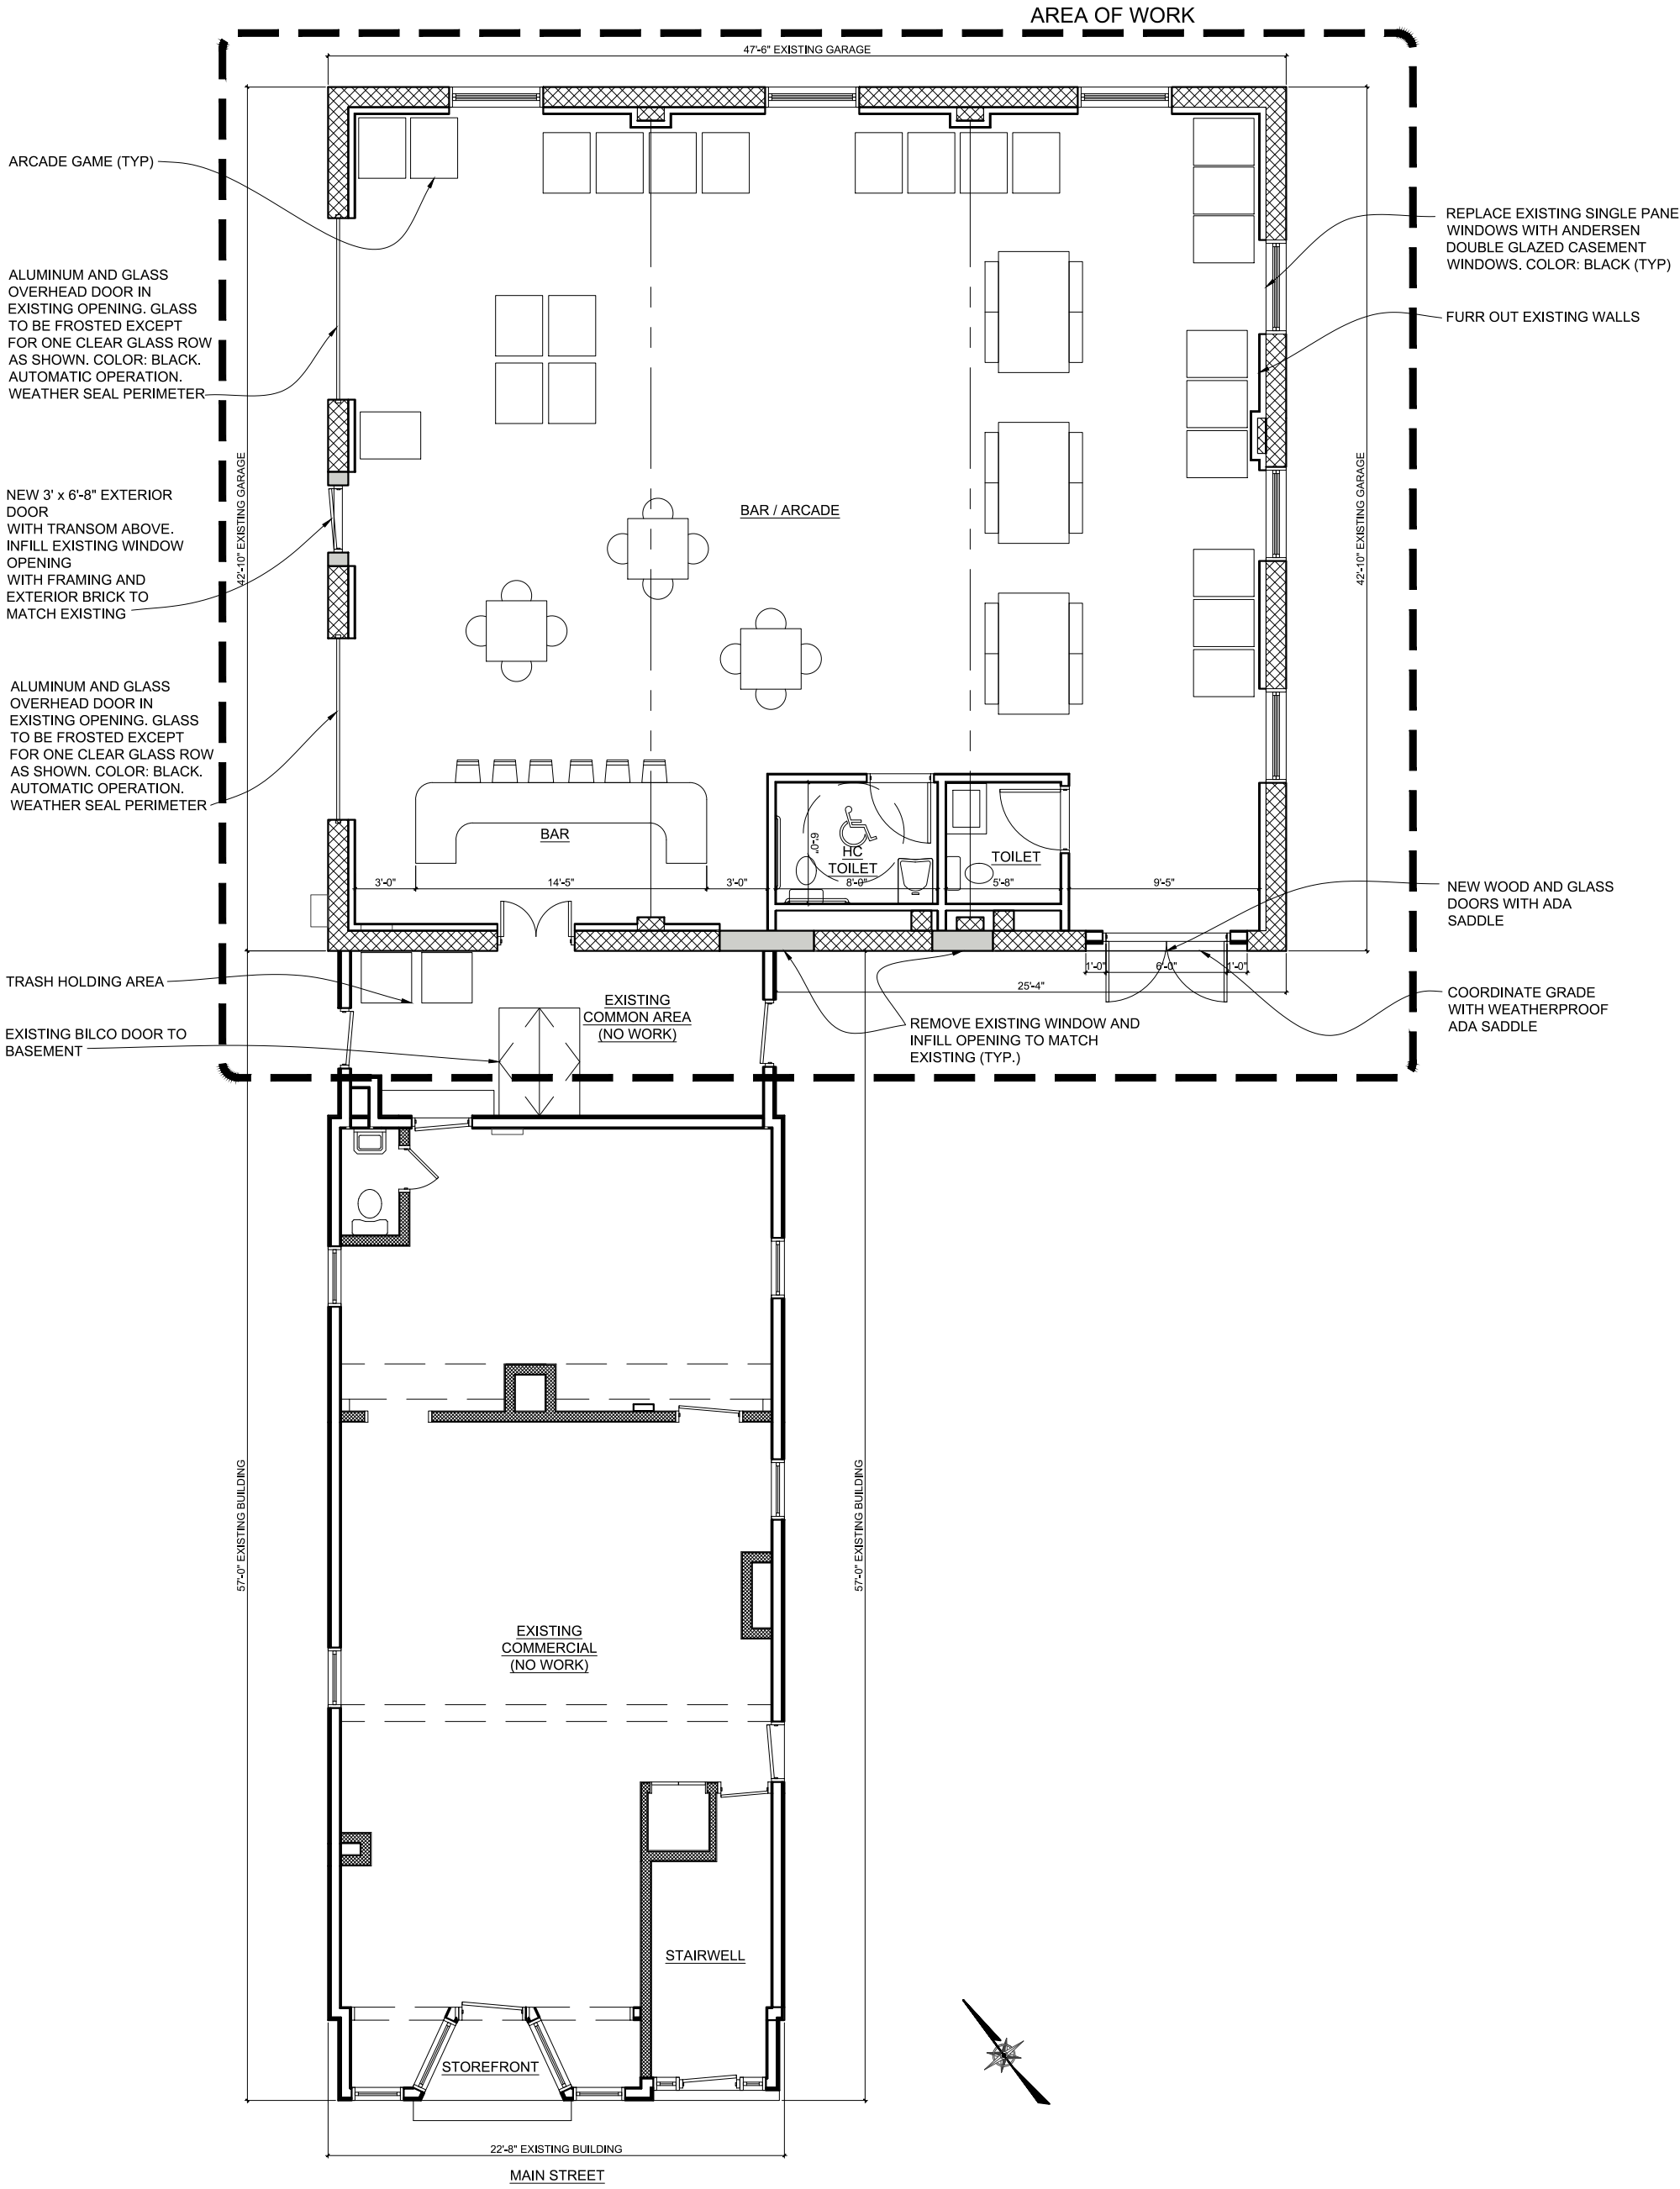 AREA OF WORK
47'-6" EXISTING GARAGE
ARCADE GAME (TYP)
ALUMINUM AND GLASS
OVERHEAD DOOR IN
EXISTING OPENING. GLASS
TO BE FROSTED EXCEPT
FOR ONE CLEAR GLASS ROW
AS SHOWN. COLOR: BLACK.
AUTOMATIC OPERATION.
WEATHER SEAL PERIMETER
NEW 3' x 6'-8" EXTERIOR
DOOR
WITH TRANSOM ABOVE.
INFILL EXISTING WINDOW
OPENING
WITH FRAMING AND
EXTERIOR BRICK TO
MATCH EXISTING
ALUMINUM AND GLASS
OVERHEAD DOOR IN
EXISTING OPENING. GLASS
TO BE FROSTED EXCEPT
FOR ONE CLEAR GLASS ROW
AS SHOWN. COLOR: BLACK.
AUTOMATIC OPERATION.
WEATHER SEAL PERIMETER
42'-10" EXISTING GARAGE
REPLACE EXISTING SINGLE PANE
WINDOWS WITH ANDERSEN
DOUBLE GLAZED CASEMENT
WINDOWS. COLOR: BLACK (TYP)
FURR OUT EXISTING WALLS
42'-10" EXISTING GARAGE
BAR / ARCADE
BAR
6'-0"
HC
TOILET
TOILET
3'-0"
14'-5"
3'-0"
8'-0"
5'-8"
9'-5"
NEW WOOD AND GLASS
DOORS WITH ADA
SADDLE
1'-0"
6'-0"
1'-0"
25'-4"
COORDINATE GRADE
WITH WEATHERPROOF
ADA SADDLE
TRASH HOLDING AREA
EXISTING BILCO DOOR TO
BASEMENT
EXISTING
COMMON AREA
(NO WORK)
REMOVE EXISTING WINDOW AND
INFILL OPENING TO MATCH
EXISTING (TYP.)
57'-0" EXISTING BUILDING
57'-0" EXISTING BUILDING
EXISTING
COMMERCIAL
(NO WORK)
STAIRWELL
STOREFRONT
22'-8" EXISTING BUILDING
MAIN STREET